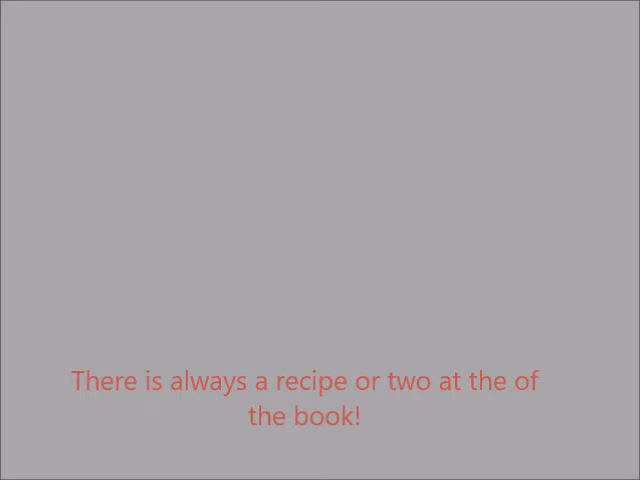 There is always a recipe or two at the of
the book!